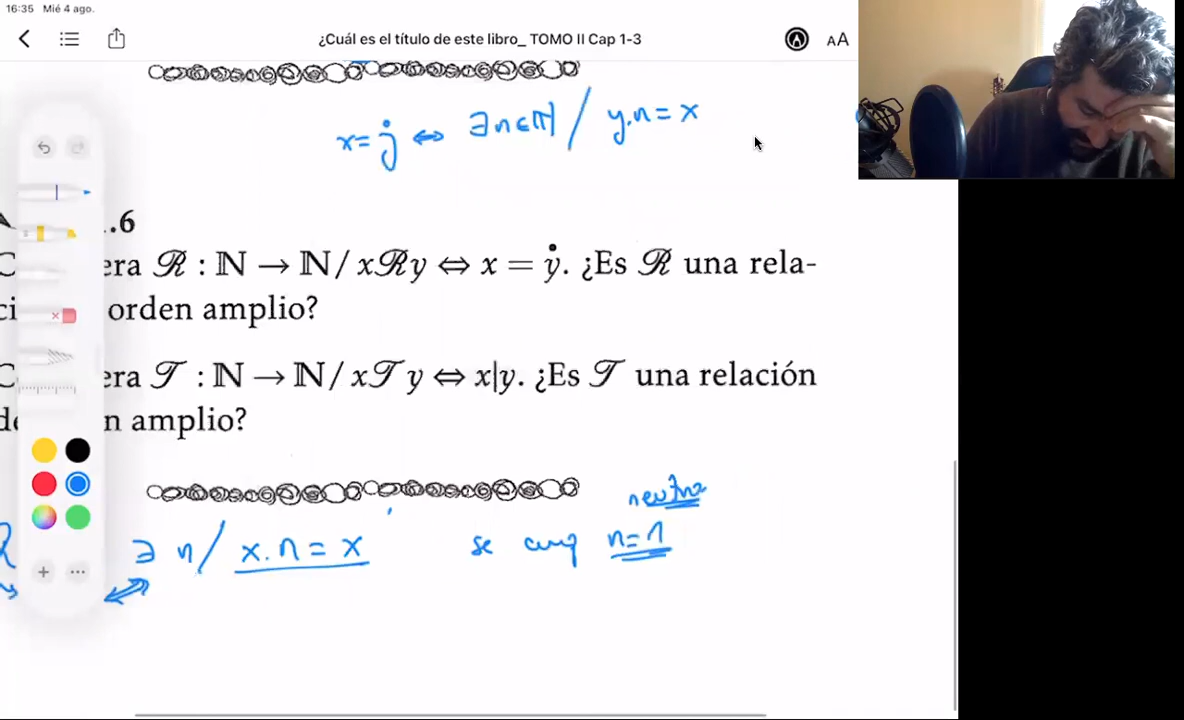 16:35 Mié 4 ago.
¿Cuál es el título de este libro_ TOMO II Cap 1-3
AA
x = ẏ ⇔ ∃ n ∈ ℕ / y.n = x
.6
era ℛ : ℕ → ℕ / xℛy ⇔ x = ẏ. ¿Es ℛ una rela-
orden amplio?
era 𝒯 : ℕ → ℕ / x𝒯y ⇔ x|y. ¿Es 𝒯 una relación
de n amplio?
neutro
∃ n / x.n = x se n=1